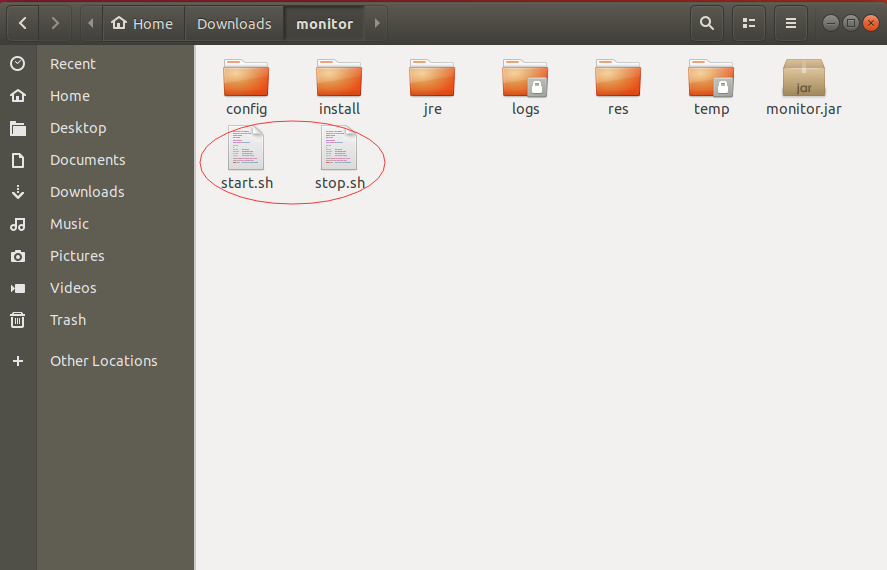 Home Downloads monitor
Recent
Home
Desktop
Documents
Downloads
Music
Pictures
Videos
Trash
Other Locations
config install jre logs res temp monitor.jar
jar
start.sh stop.sh